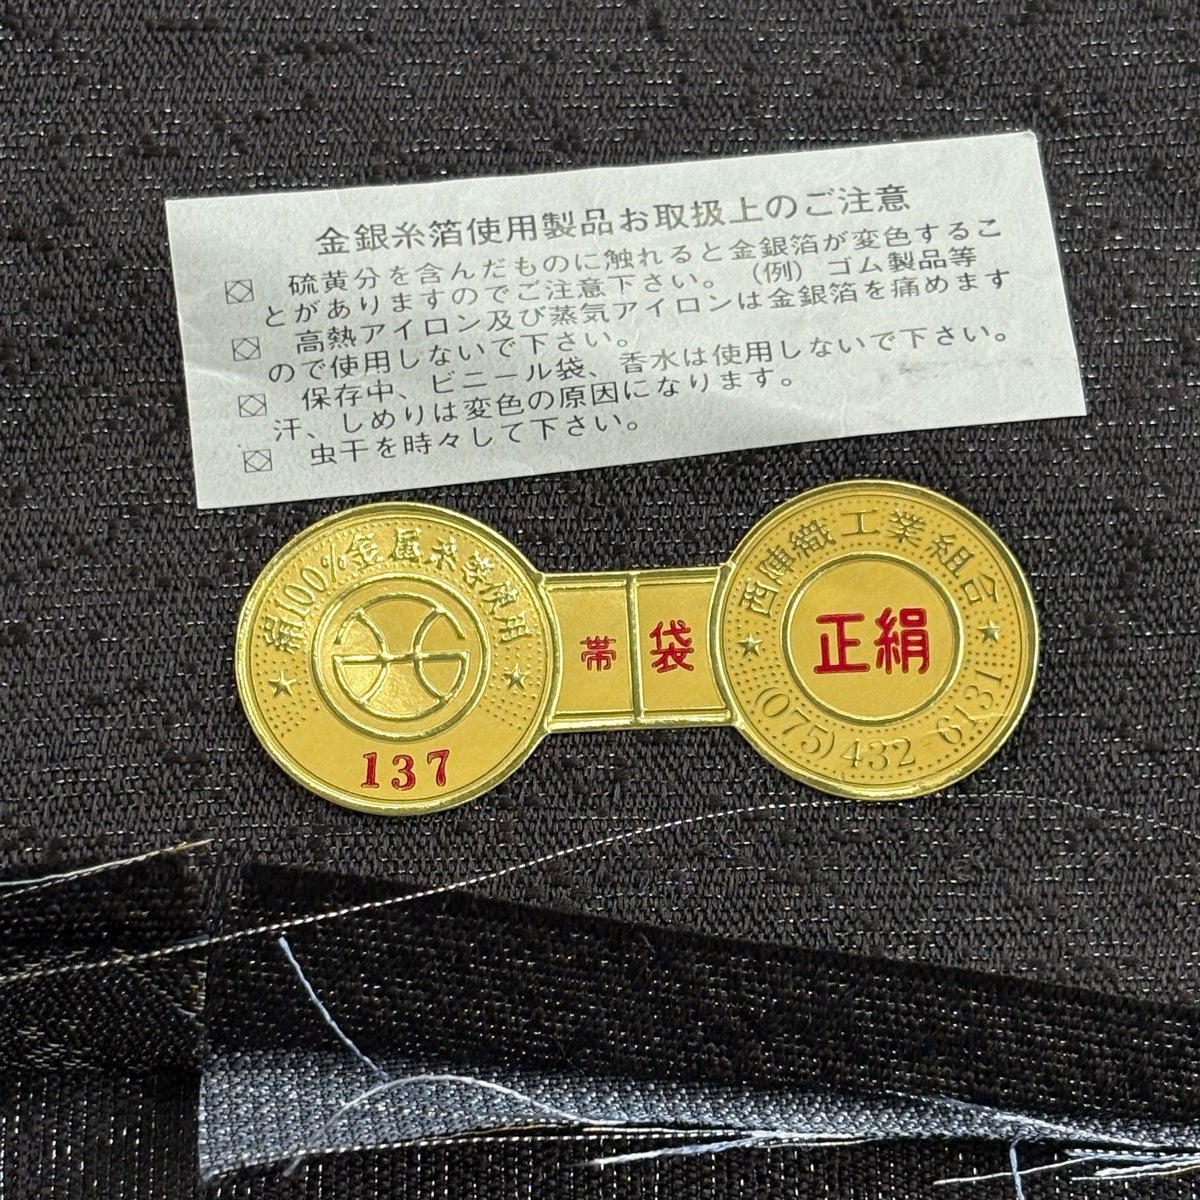 金銀糸箔使用製品お取扱上のご注意
硫黄分を含んだものに触れると金銀箔が変色するこ
とがありますのでご注意下さい。(例)ゴム製品等
高熱アイロン及び蒸気アイロンは金銀箔を痛めます
ので使用しないで下さい。
保存中、ビニール袋、香水は使用しないで下さい。
汗、しめりは変色の原因になります。
虫干を時々して下さい。
絹100%金属糸等使用
137
帯
袋
西陣織工業組合
正絹
(075)432 6131